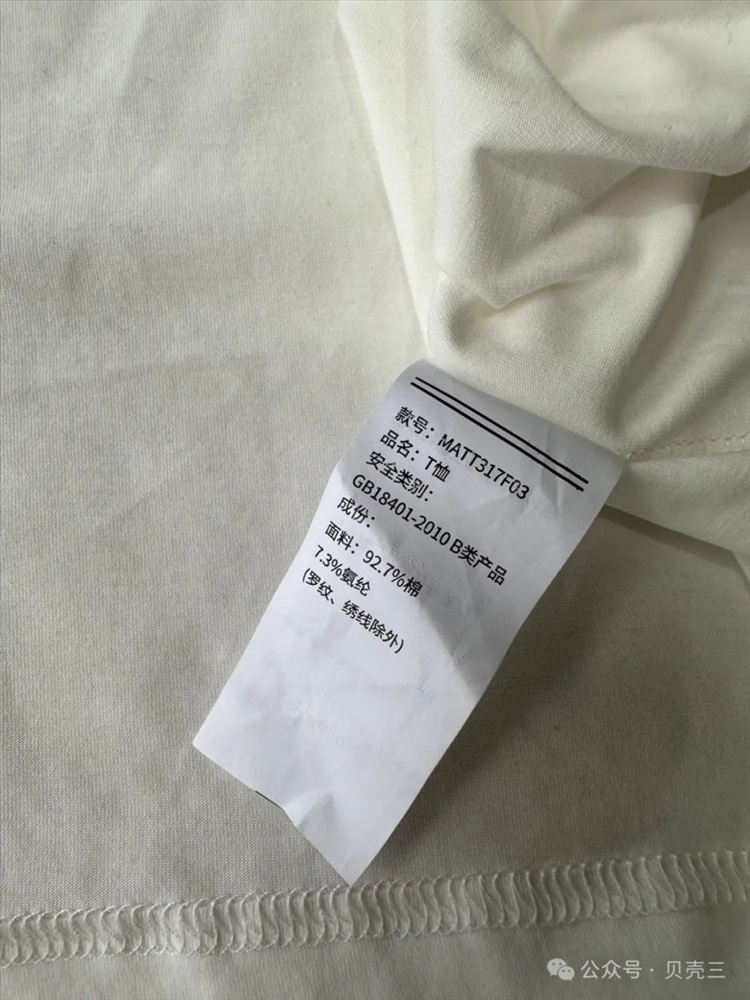 款号：MATT317F03
品名：T恤
安全类别：
GB18401-2010 B类产品
成份：
面料：92.7%棉
7.3%氨纶
(罗纹、绣线除外)
公众号 · 贝壳三